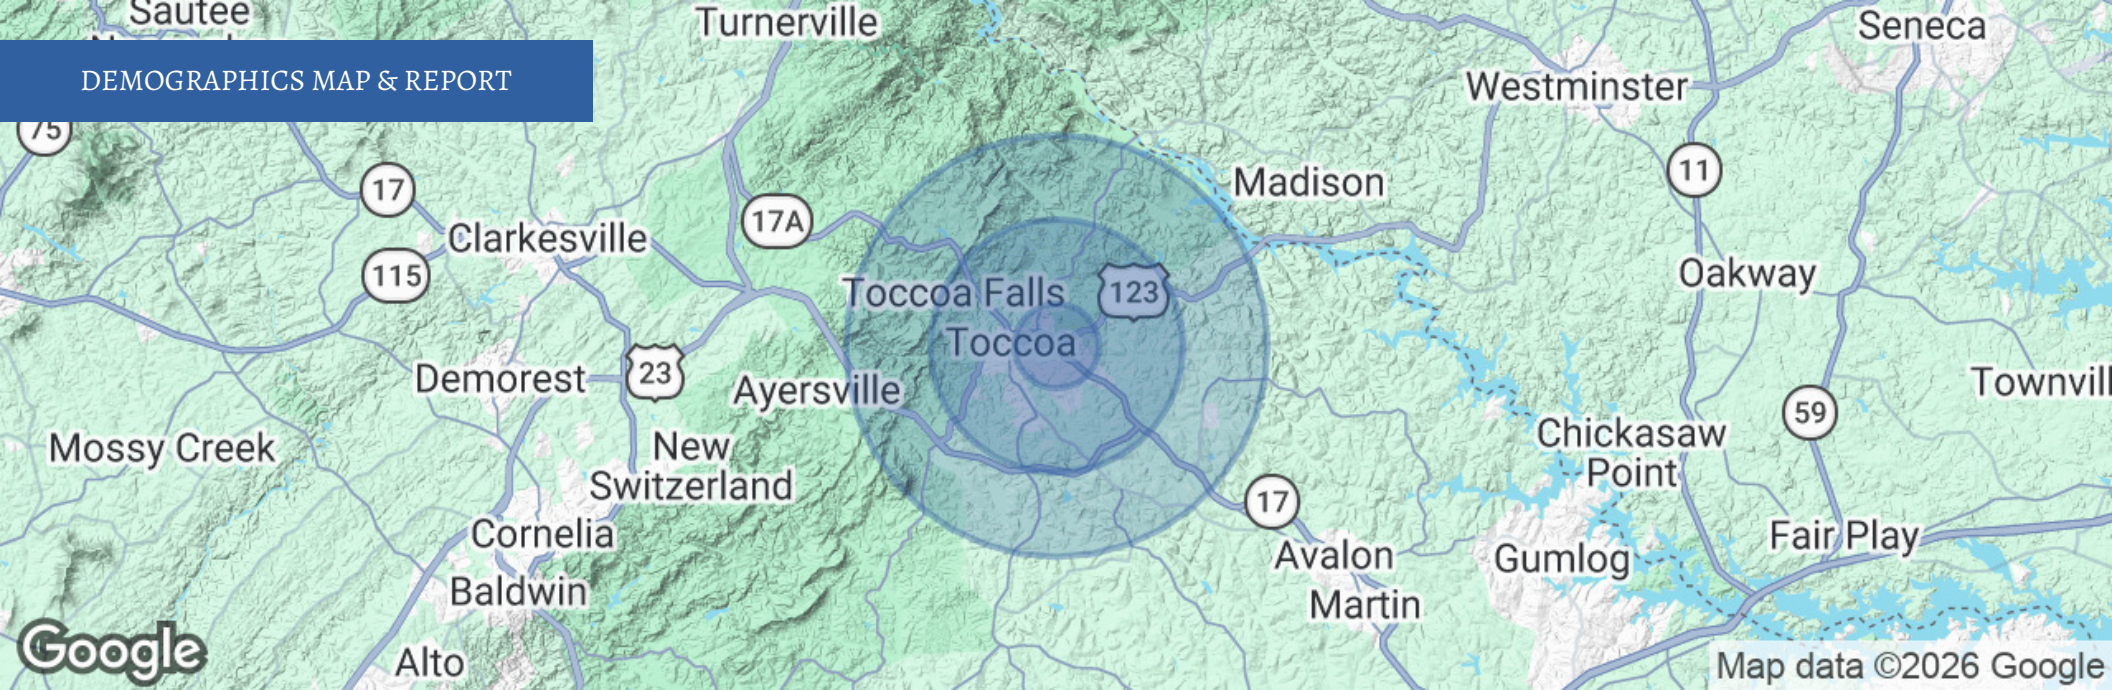 Sautee
Turnerville
Seneca
DEMOGRAPHICS MAP & REPORT
Westminster
75
17
11
Madison
17A
Clarkesville
115
Oakway
Toccoa Falls
123
Toccoa
23
Demorest
Ayersville
Townvill
59
Mossy Creek
New
Switzerland
Chickasaw
Point
17
Cornelia
Avalon
Gumlog
Fair Play
Baldwin
Martin
Google
Alto
Map data ©2026 Google